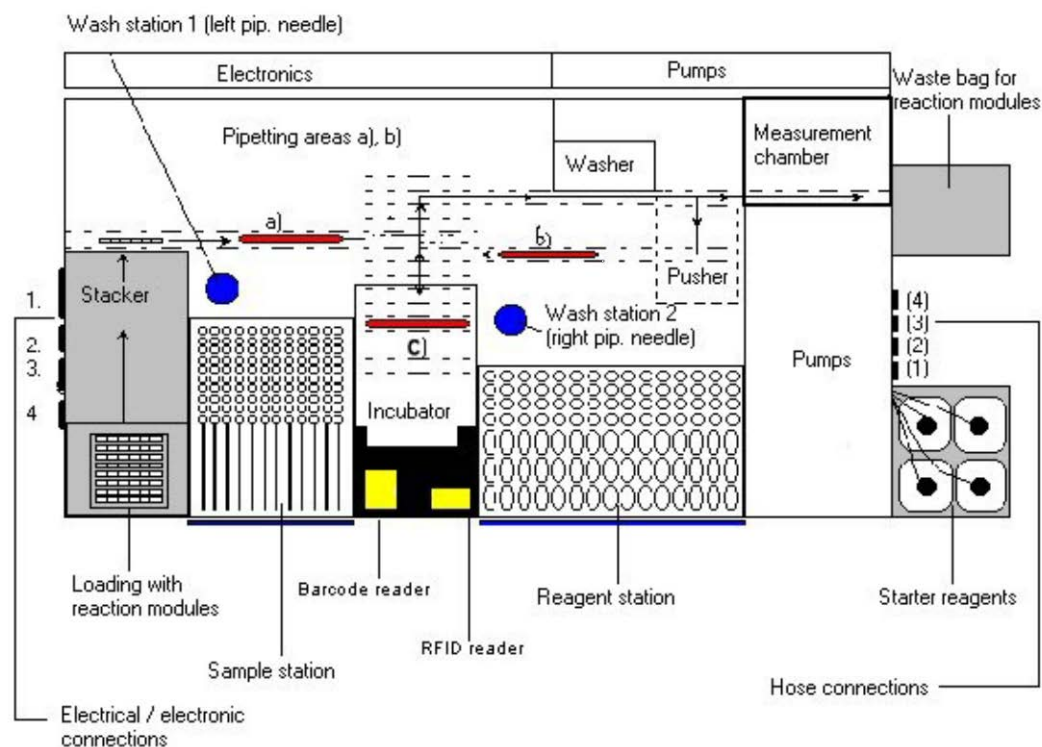 Wash station 1 (left pip. needle)
Electronics
Pumps
Waste bag for
reaction modules
Pipetting areas a), b)
Washer
Measurement
chamber
a)
b)
Pusher
Stacker
1.
2.
3.
4
Wash station 2
(right pip. needle)
c)
Incubator
Pumps
(4)
(3)
(2)
(1)
Loading with
reaction modules
Barcode reader
Reagent station
Starter reagents
RFID reader
Sample station
Hose connections
Electrical / electronic
connections